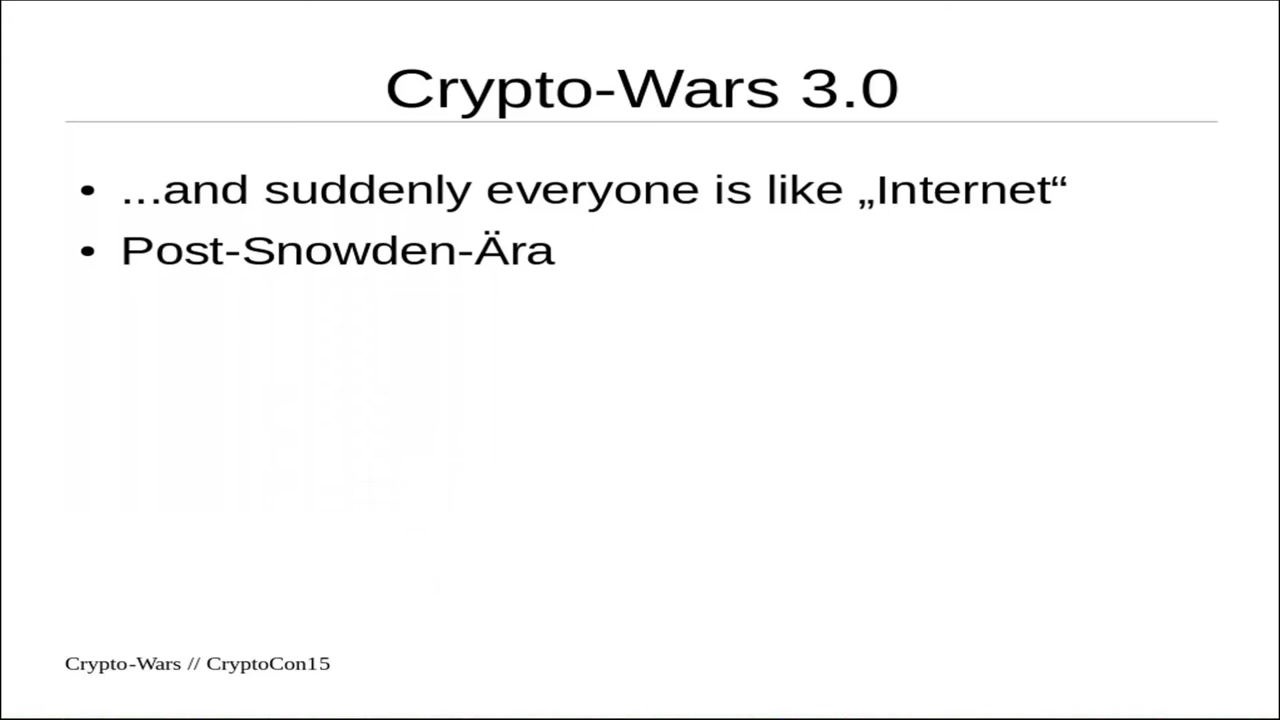 Crypto-Wars 3.0
• ...and suddenly everyone is like „Internet“
• Post-Snowden-Ära
Crypto-Wars // CryptoCon15